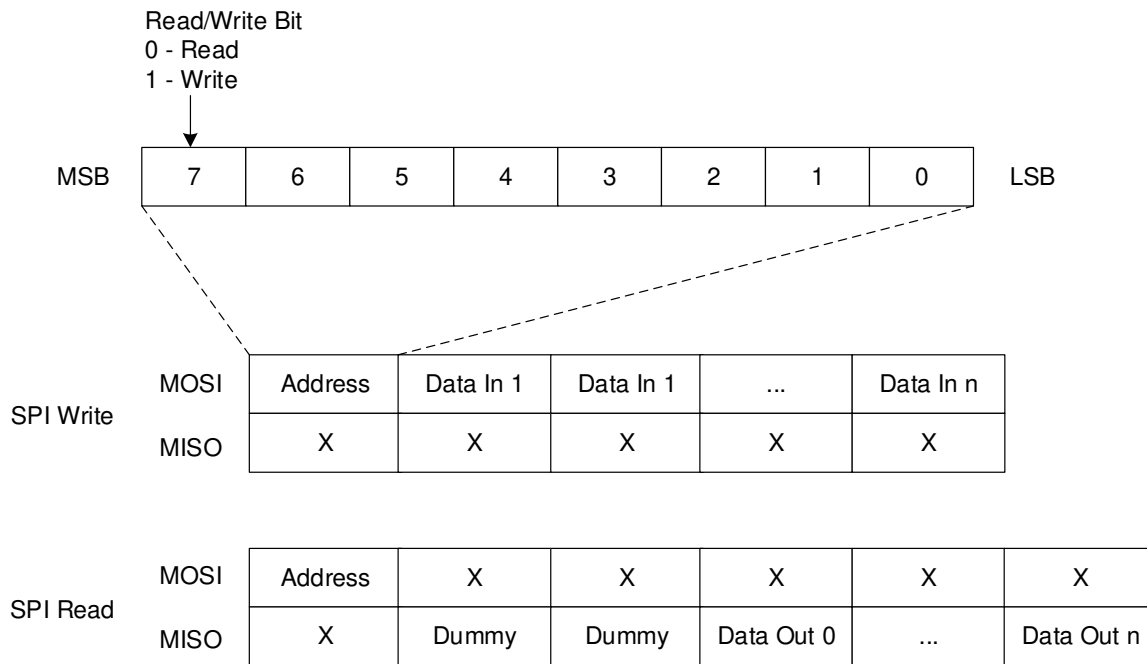 Read/Write Bit
0 - Read
1 - Write
MSB 7 6 5 4 3 2 1 0 LSB
MOSI Address Data In 1 Data In 1 ... Data In n
SPI Write
MISO X X X X X
MOSI Address X X X X X
SPI Read
MISO X Dummy Dummy Data Out 0 ... Data Out n